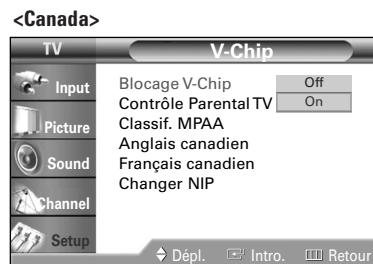 <Canada>
TV
V-Chip
Input
Picture
Sound
Channel
Setup
Blocage V-Chip Off
Contrôle Parental TV On
Classif. MPAA
Anglais canadien
Français canadien
Changer NIP
Dépl. Intro. Retour